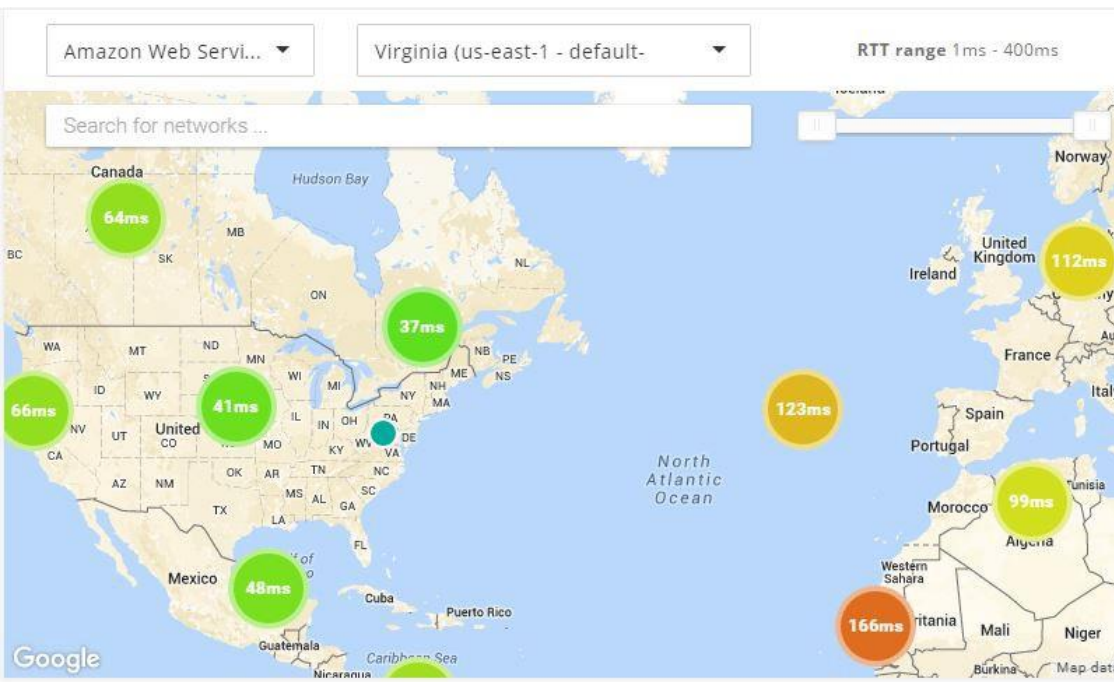 Amazon Web Servi...
Virginia (us-east-1 - default-
RTT range 1ms - 400ms
Search for networks ...
Norway
Canada
Hudson Bay
64ms
MB
BC
SK
NL
United
Kingdom
112ms
Ireland
ON
37ms
WA
MT
ND
MN
NB
PE
ME
NS
France
ID
WY
WI
MI
NH
NY
MA
66ms
41ms
123ms
Spain
NV
UT
United
CO
IL
IN
OH
PA
DE
MO
KY
WV
VA
CA
Portugal
AZ
NM
OK
AR
TN
NC
North
Atlantic
Ocean
MS
AL
SC
GA
TX
LA
Morocco
99ms
Algeria
FL
Western
Sahara
Mexico
48ms
Cuba
Puerto Rico
166ms
Mali
Niger
Google
Guatemala
Caribbean Sea
Nicaragua
Burkina
Map data